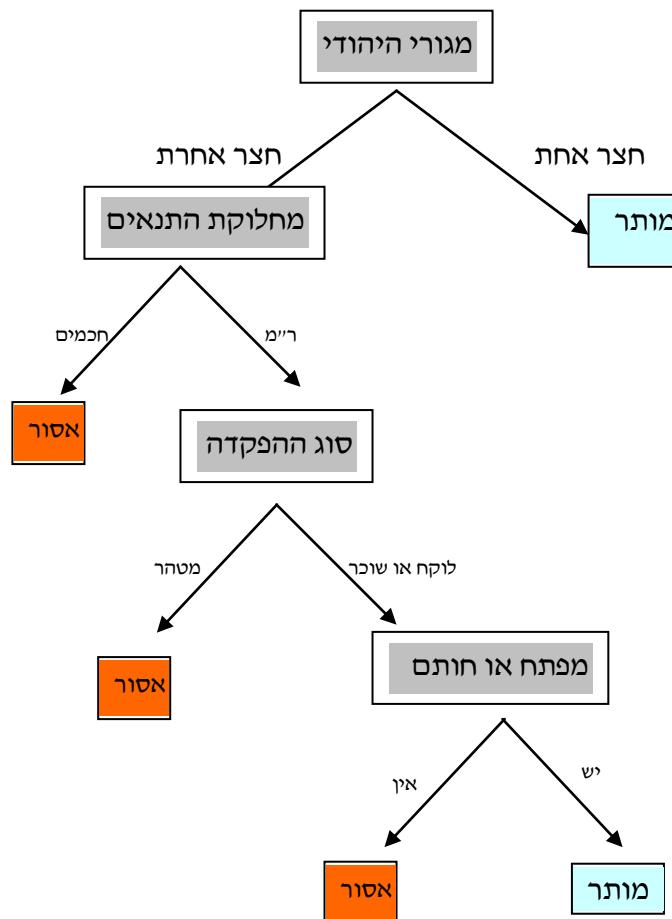 מגורי היהודי
חצר אחת
חצר אחרת
מותר
מחלוקת התנאים
ר״מ
חכמים
אסור
סוג ההפקדה
לוקח או שוכר
מטהר
אסור
מפתח או חותם
יש
אין
מותר
אסור